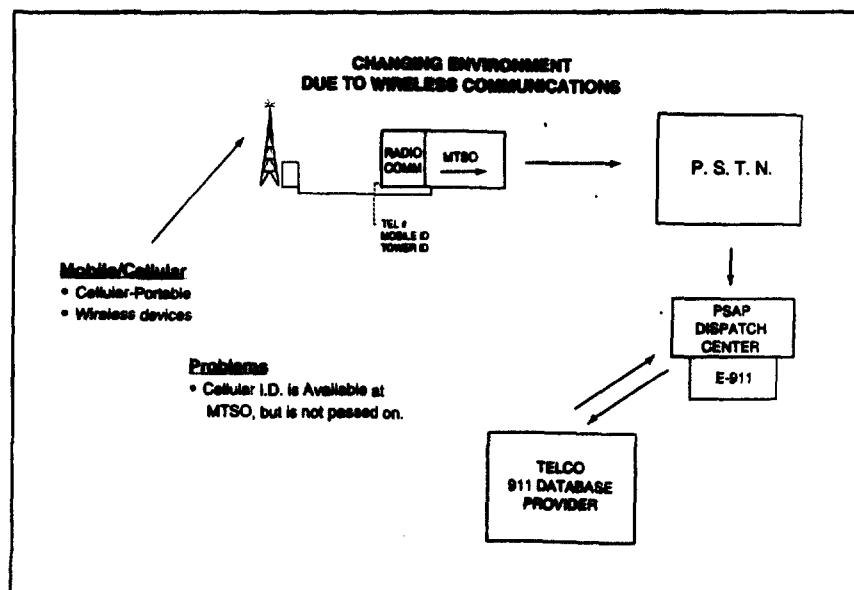 CHANGING ENVIRONMENT
DUE TO WIRELESS COMMUNICATIONS
RADIO
COMM
MTSO
P. S. T. N.
TEL #
MOBILE ID
TOWER ID
Mobile/Cellular
• Cellular-Portable
• Wireless devices
PSAP
DISPATCH
CENTER
E-911
Problems
• Cellular I.D. is Available at
MTSO, but is not passed on.
TELCO
911 DATABASE
PROVIDER